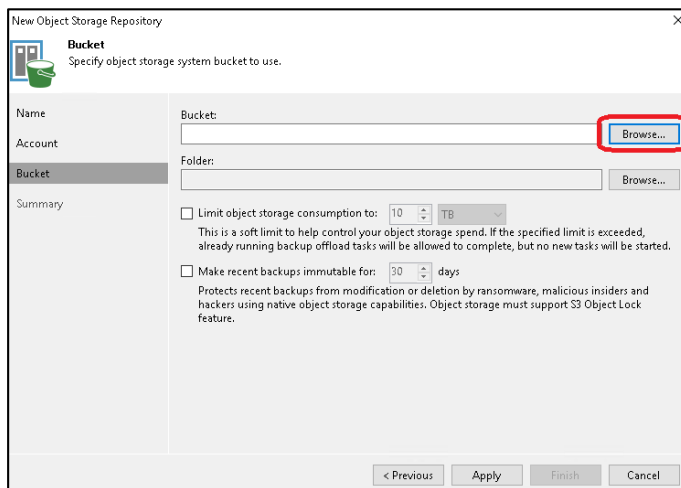 New Object Storage Repository
Bucket
Specify object storage system bucket to use.
Name
Account
Bucket
Summary
Bucket:
Browse...
Folder:
Browse...
Limit object storage consumption to: 10 TB
This is a soft limit to help control your object storage spend. If the specified limit is exceeded,
already running backup offload tasks will be allowed to complete, but no new tasks will be started.
Make recent backups immutable for: 30 days
Protects recent backups from modification or deletion by ransomware, malicious insiders and
hackers using native object storage capabilities. Object storage must support S3 Object Lock
feature.
< Previous Apply Finish Cancel